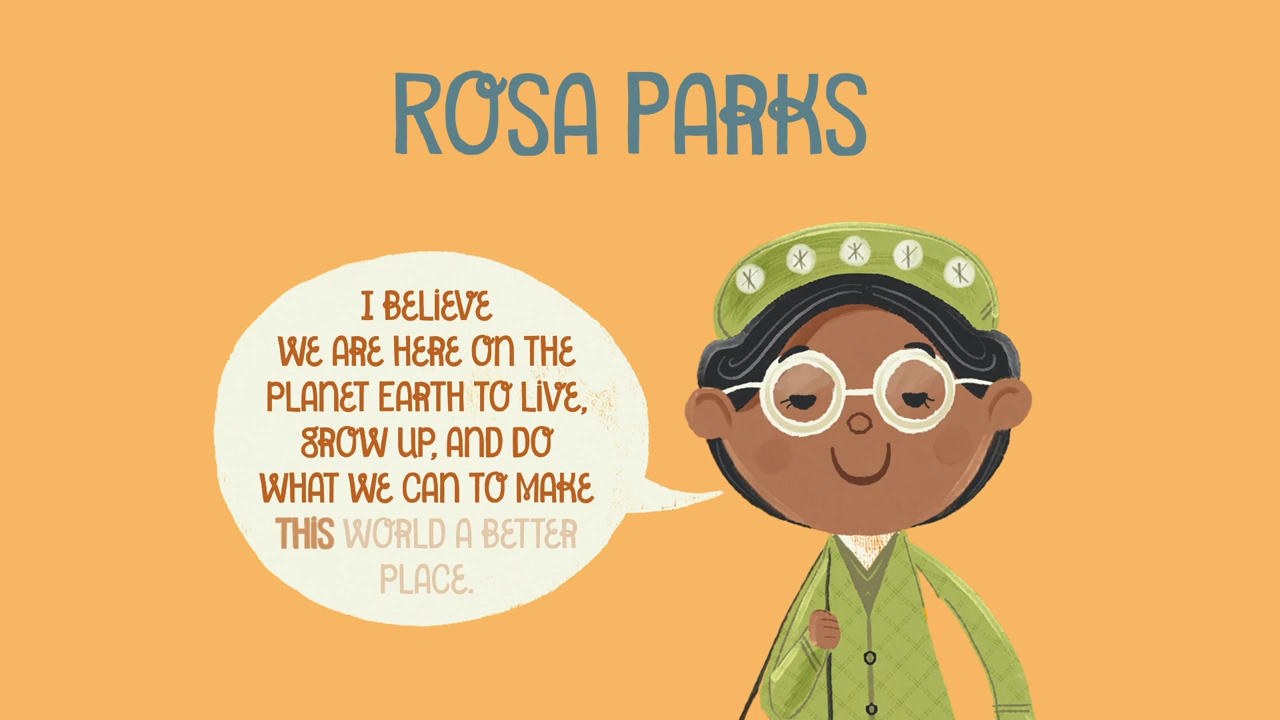 ROSA PARKS
I BELIEVE
WE ARE HERE ON THE
PLANET EARTH TO LIVE,
GROW UP, AND DO
WHAT WE CAN TO MAKE
THIS WORLD A BETTER
PLACE.